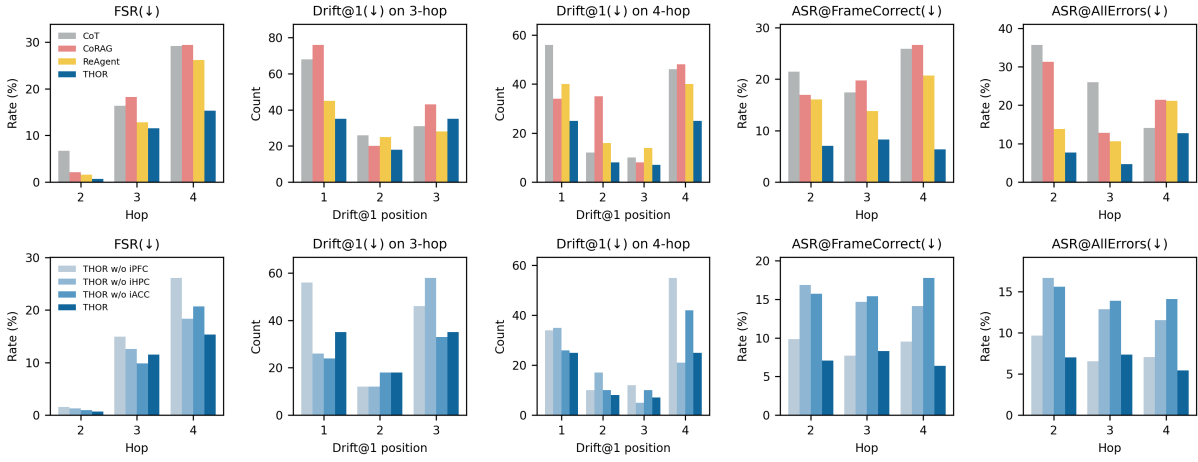 FSR(↓)
Rate (%)
30
20
10
0
CoT
CoRAG
ReAgent
THOR
2 3 4
Hop
Drift@1(↓) on 3-hop
Count
80
60
40
20
0
1 2 3
Drift@1 position
Drift@1(↓) on 4-hop
Count
60
40
20
0
1 2 3 4
Drift@1 position
ASR@FrameCorrect(↓)
Rate (%)
30
20
10
0
2 3 4
Hop
ASR@AllErrors(↓)
Rate (%)
40
30
20
10
0
2 3 4
Hop
FSR(↓)
Rate (%)
30
20
10
0
THOR w/o iPFC
THOR w/o iHPC
THOR w/o iACC
THOR
2 3 4
Hop
Drift@1(↓) on 3-hop
Count
60
40
20
0
1 2 3
Drift@1 position
Drift@1(↓) on 4-hop
Count
60
40
20
0
1 2 3 4
Drift@1 position
ASR@FrameCorrect(↓)
Rate (%)
20
15
10
5
0
2 3 4
Hop
ASR@AllErrors(↓)
Rate (%)
15
10
5
0
2 3 4
Hop